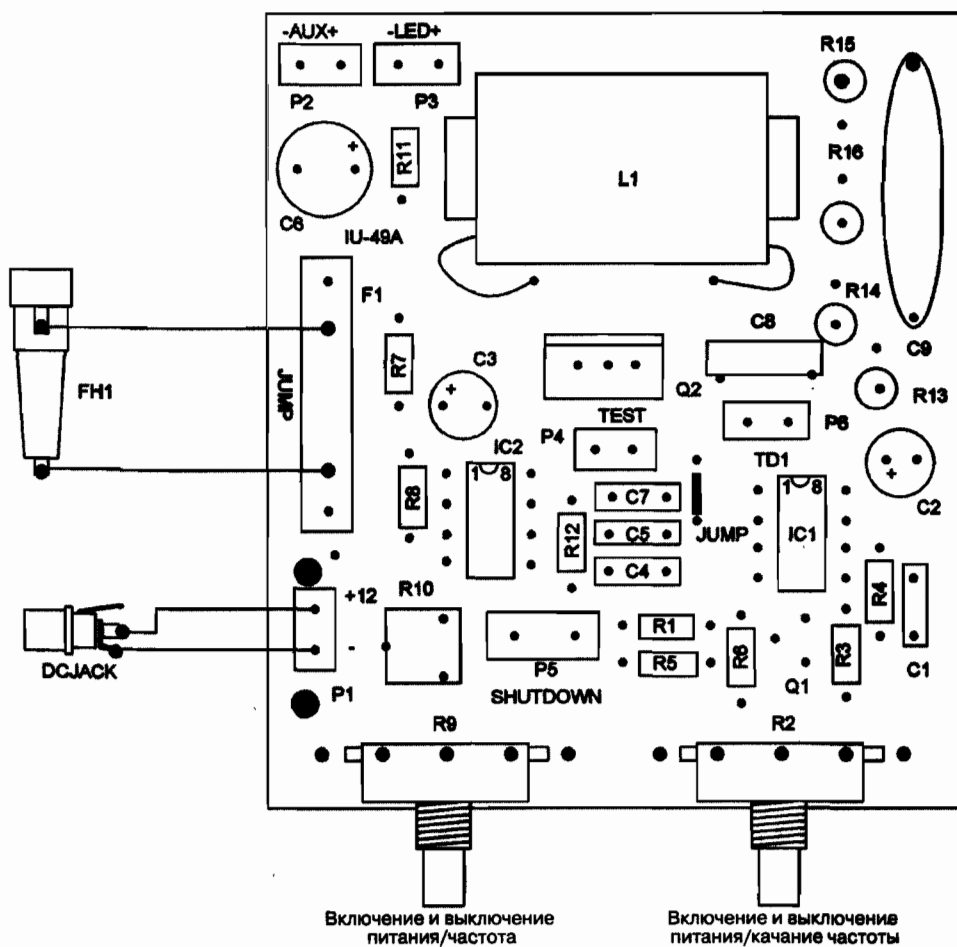 -AUX+
-LED+
P2
P3
R15
R11
R16
L1
C6
IU-49A
F1
R14
C8
C9
FH1
JUMP
R7
C3
Q2
R13
TEST
P6
P4
TD1
IC2
1 8
R8
C7
1 8
C2
R12
C5
JUMP
IC1
C4
+12
R10
R4
DCJACK
-
P5
R1
R5
R6
R3
C1
P1
SHUTDOWN
Q1
R9
R2
Включение и выключение
питания/частота
Включение и выключение
питания/качание частоты